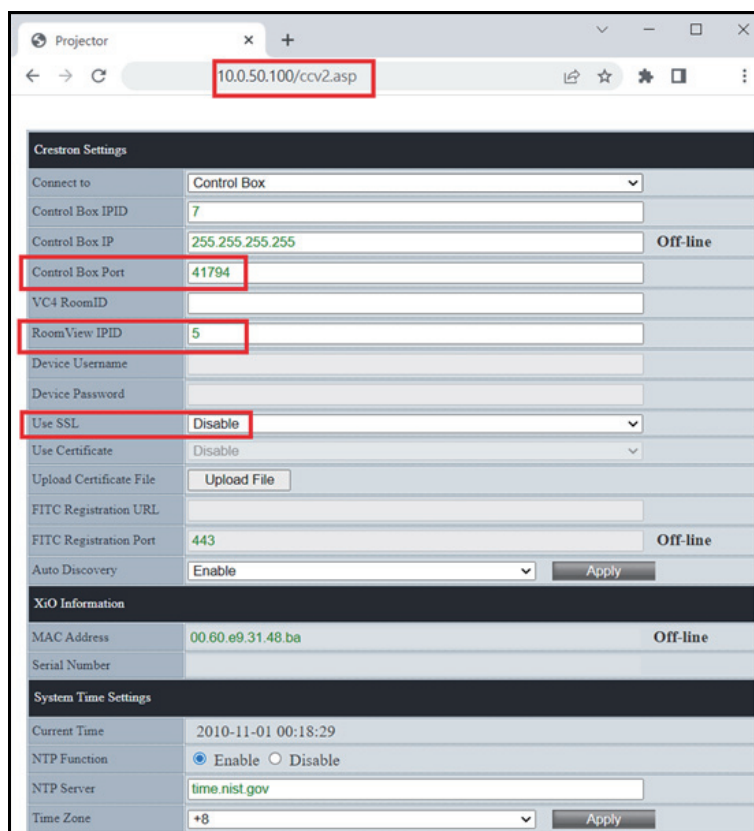 Projector
10.0.50.100/ccv2.asp
Crestron Settings
Connect to Control Box
Control Box IPID 7
Control Box IP 255.255.255.255 Off-line
Control Box Port 41794
VC4 RoomID
RoomView IPID 5
Device Username
Device Password
Use SSL Disable
Use Certificate Disable
Upload Certificate File Upload File
FITC Registration URL
FITC Registration Port 443 Off-line
Auto Discovery Enable Apply
XiO Information
MAC Address 00.60.e9.31.48.ba Off-line
Serial Number
System Time Settings
Current Time 2010-11-01 00:18:29
NTP Function Enable Disable
NTP Server time.nist.gov
Time Zone +8 Apply